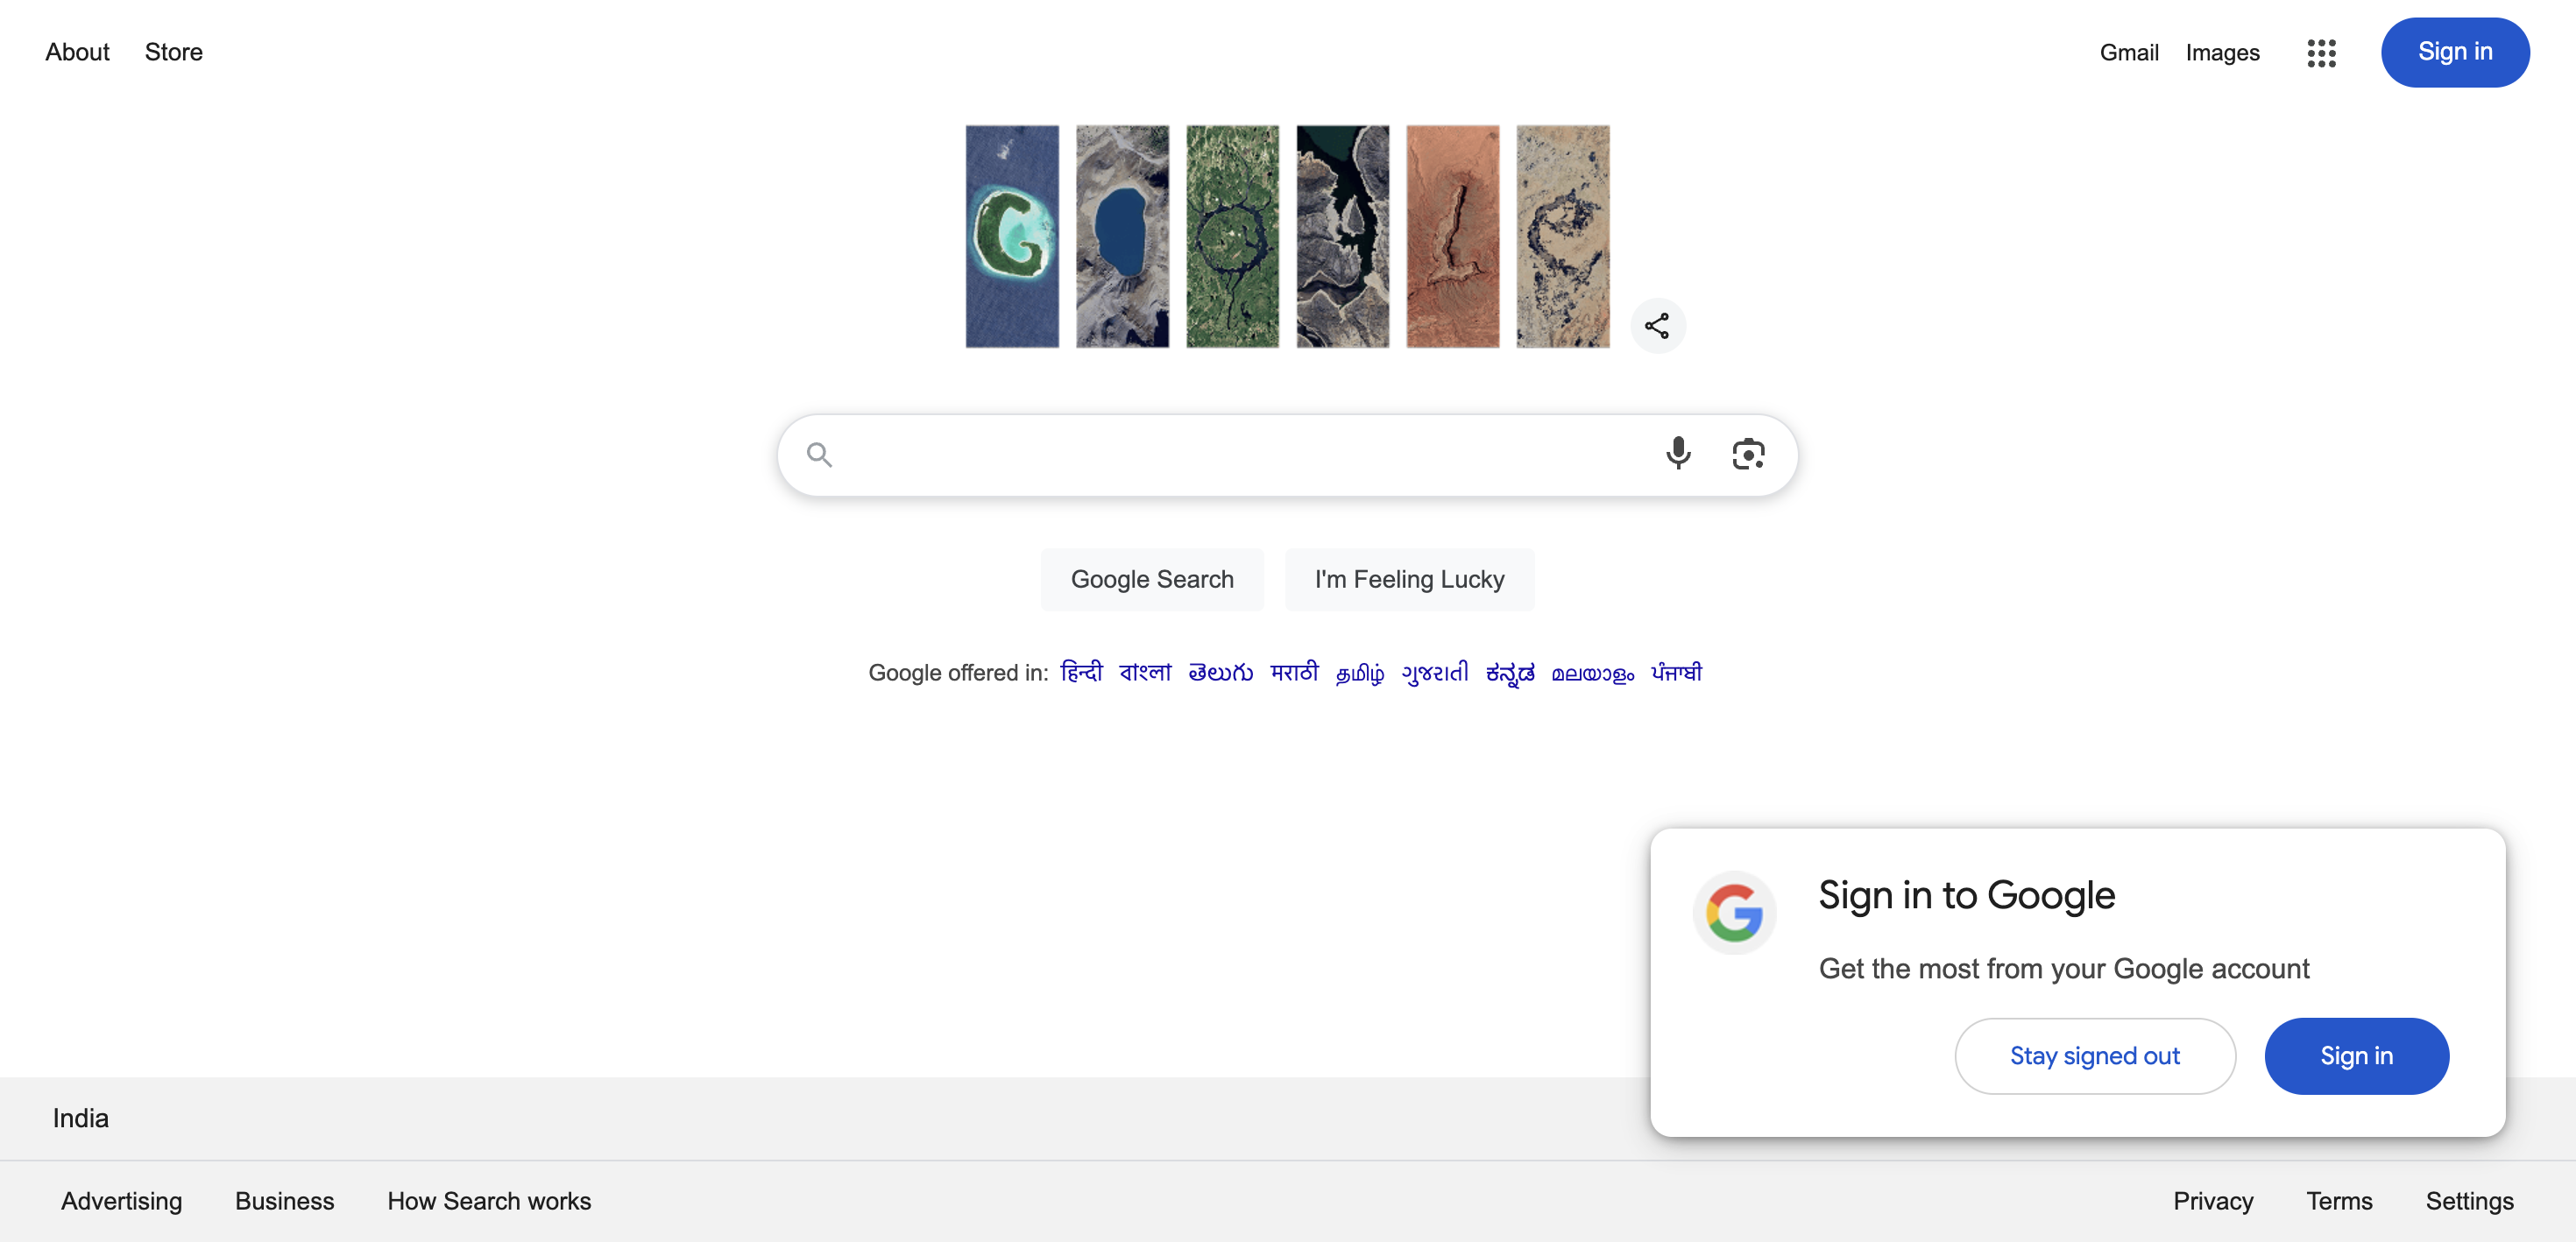 About Store Gmail Images Sign in
Google
Google Search I'm Feeling Lucky
Google offered in: हिन्दी বাংলা తెలుగు मराठी தமிழ் ગુજરાતી ಕನ್ನಡ മലയാളം ਪੰਜਾਬੀ
Sign in to Google
Get the most from your Google account
Stay signed out Sign in
India
Advertising Business How Search works Privacy Terms Settings